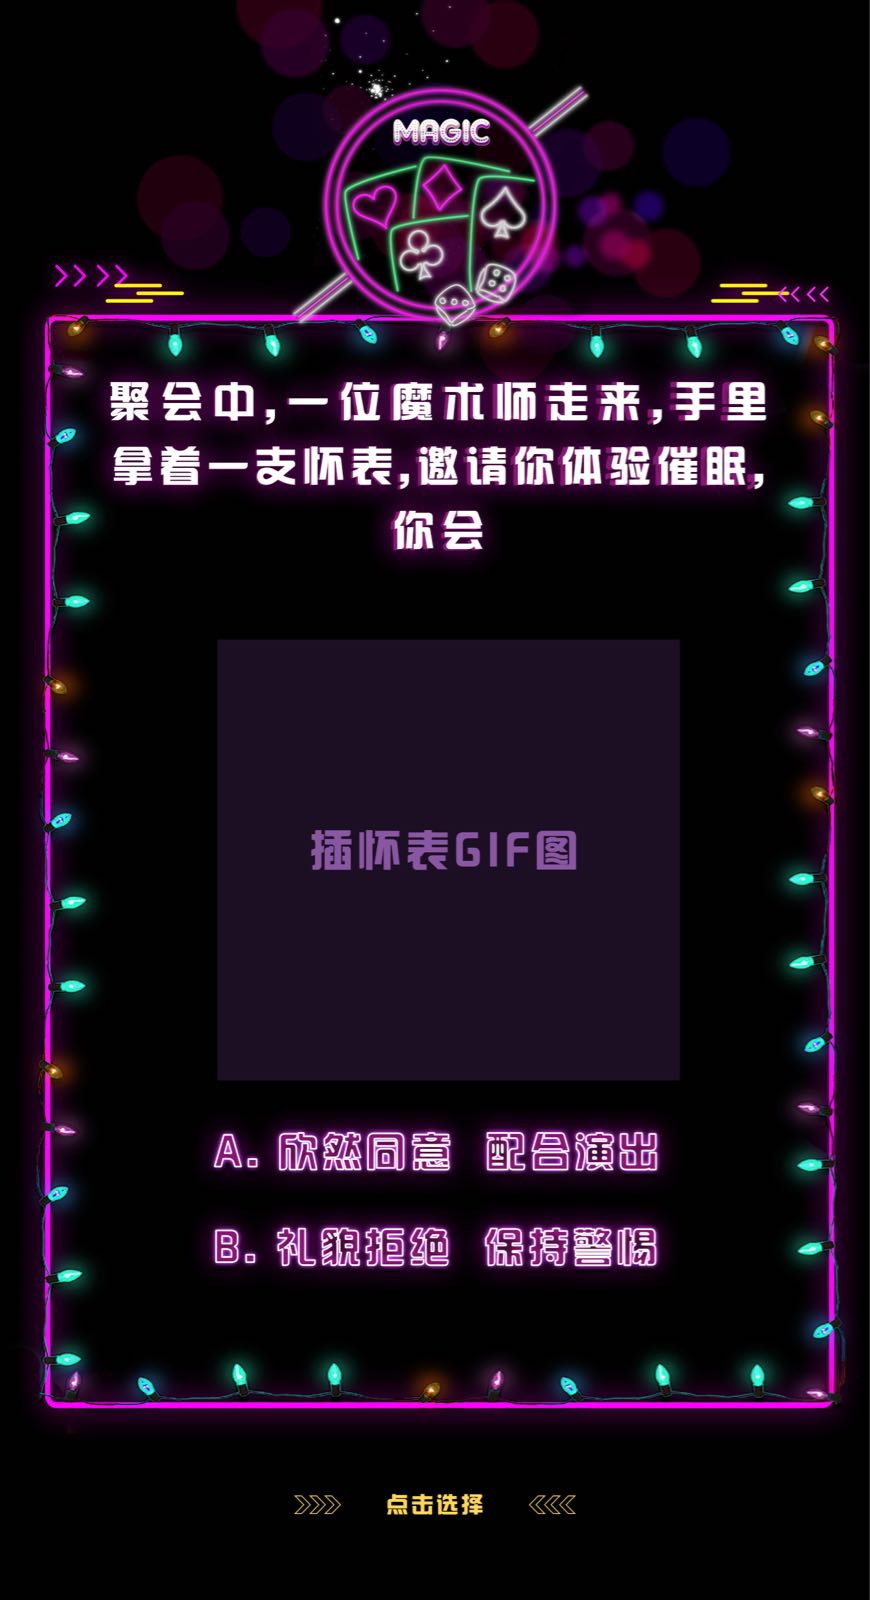 MAGIC
聚会中,一位魔术师走来,手里
拿着一支怀表,邀请你体验催眠,
你会
插怀表GIF图
A. 欣然同意 配合演出
B. 礼貌拒绝 保持警惕
点击选择